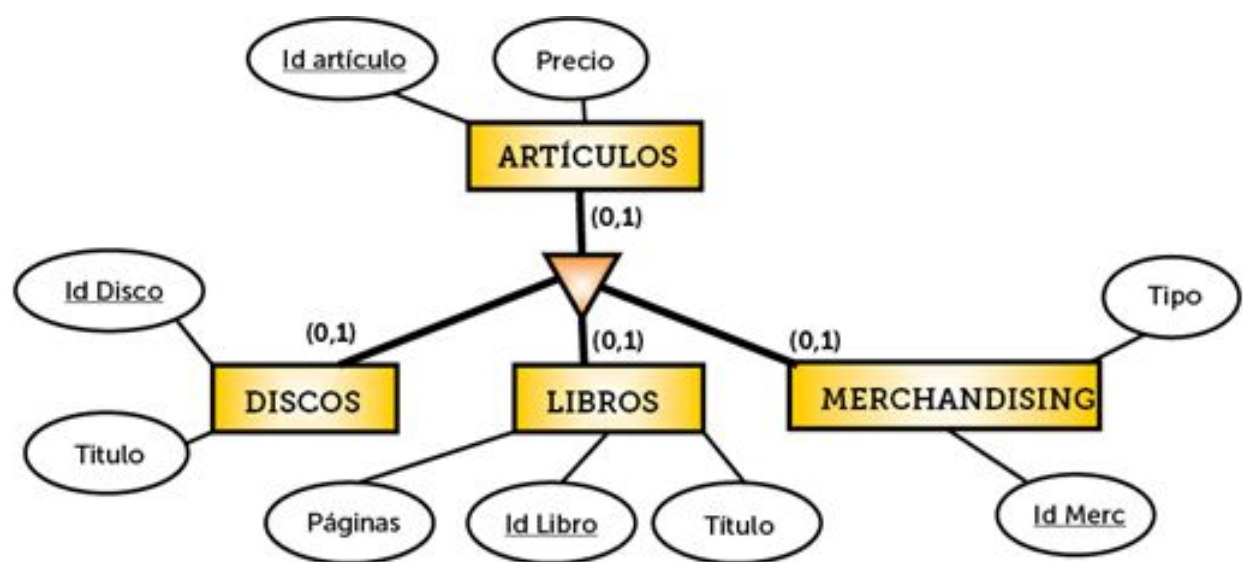 Id artículo
Precio
ARTÍCULOS
(0,1)
Id Disco
Tipo
(0,1)
(0,1)
(0,1)
DISCOS
LIBROS
MERCHANDISING
Titulo
Páginas
Id Libro
Título
Id Merc